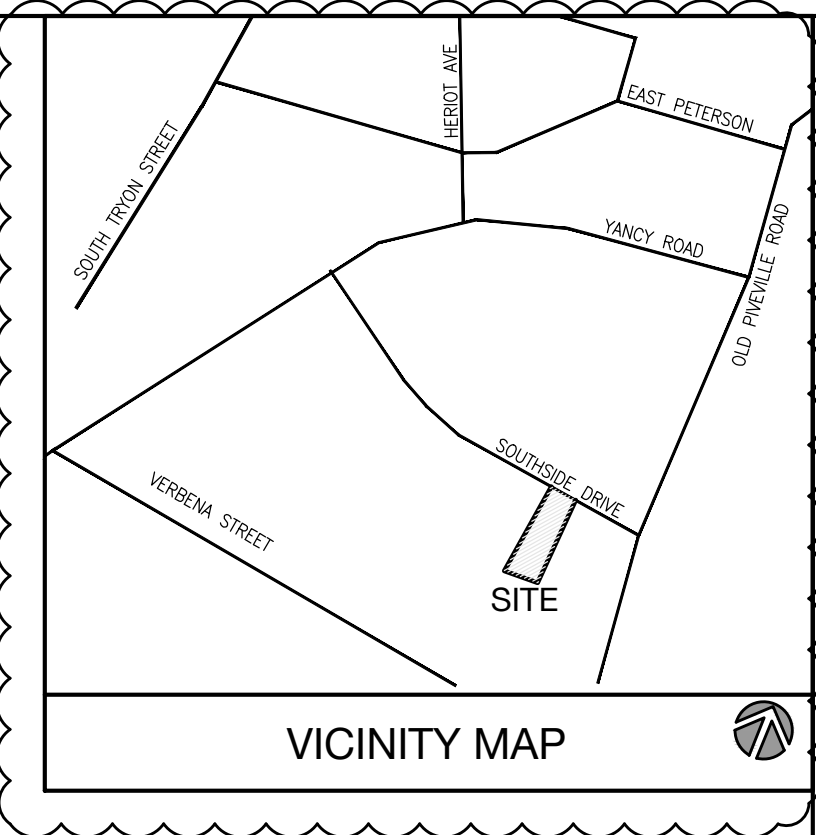 HERIOT AVE
EAST PETERSON
SOUTH TRYON STREET
YANCY ROAD
OLD PIVEVILLE ROAD
SOUTHSIDE DRIVE
VERBENA STREET
SITE
VICINITY MAP